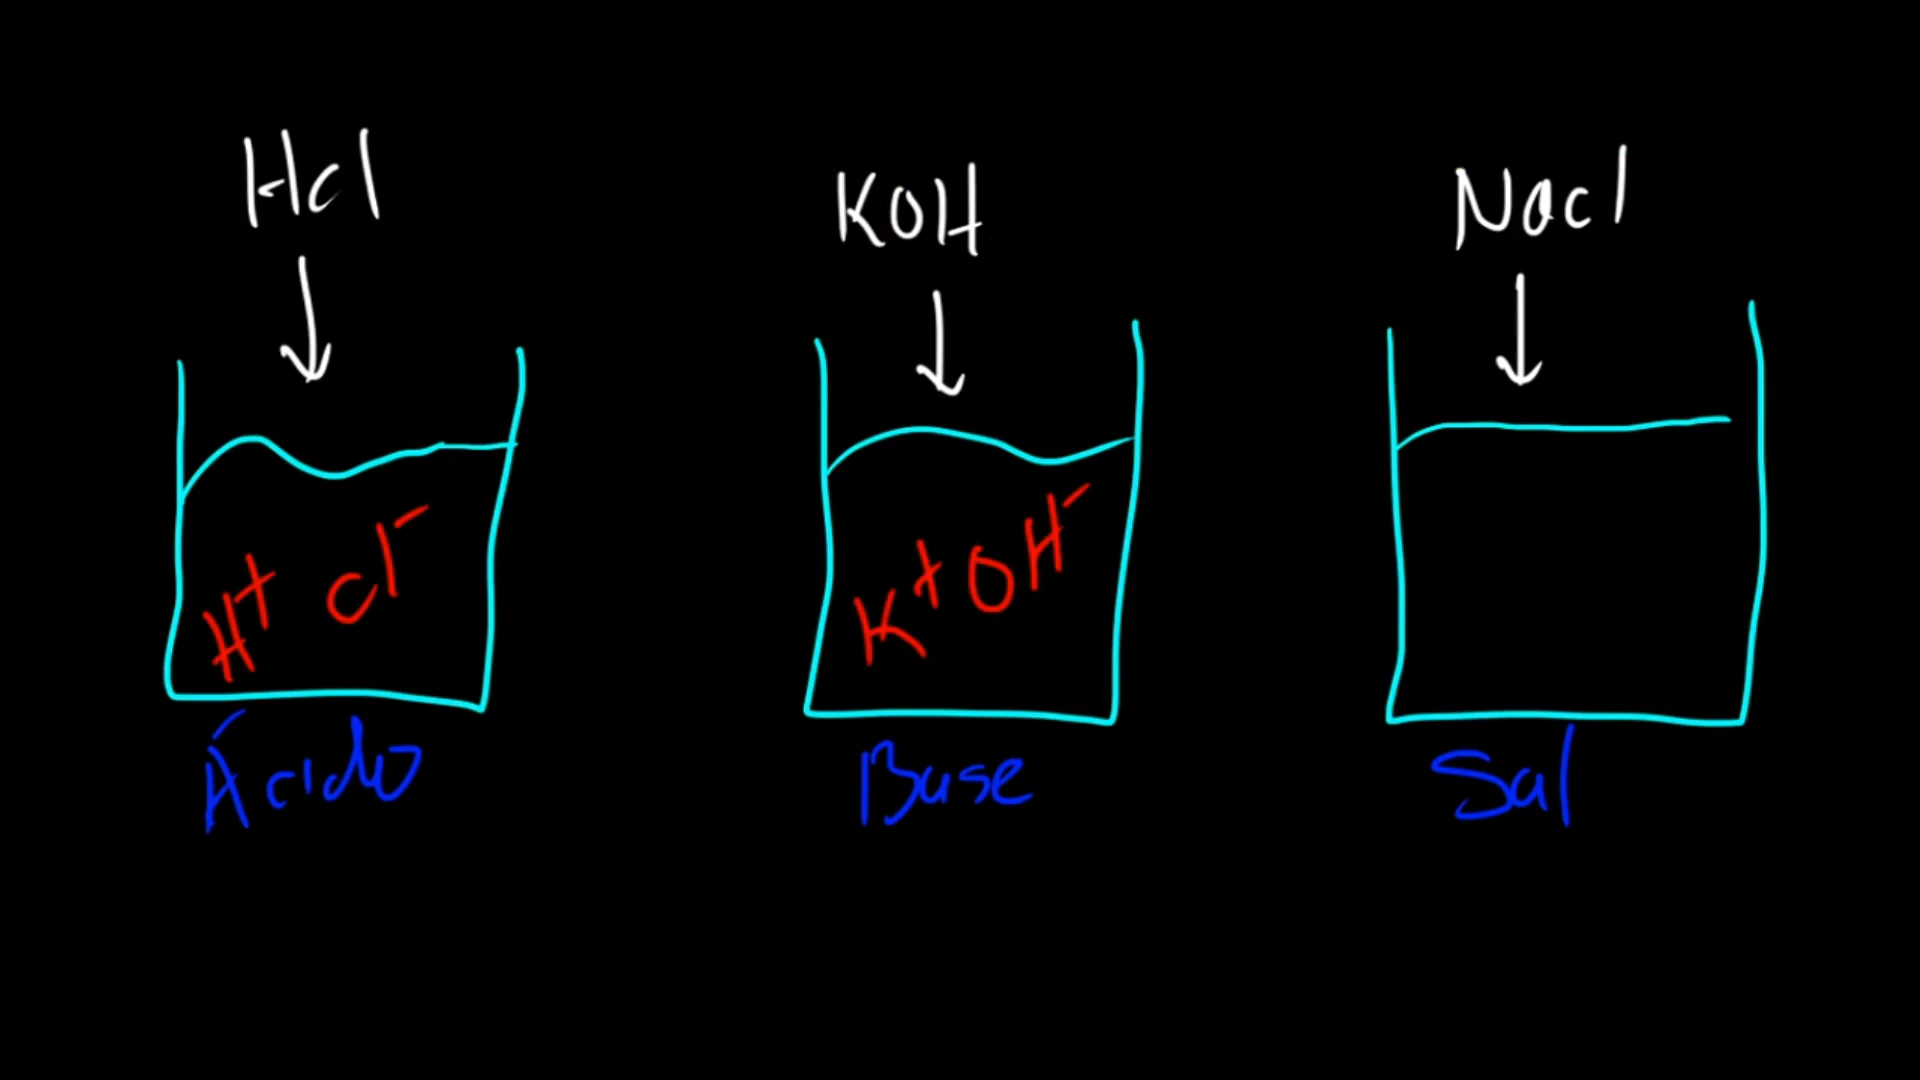 Hcl
KOH
Nacl
H+ cl-
K+ OH-
Ácido
Base
Sal